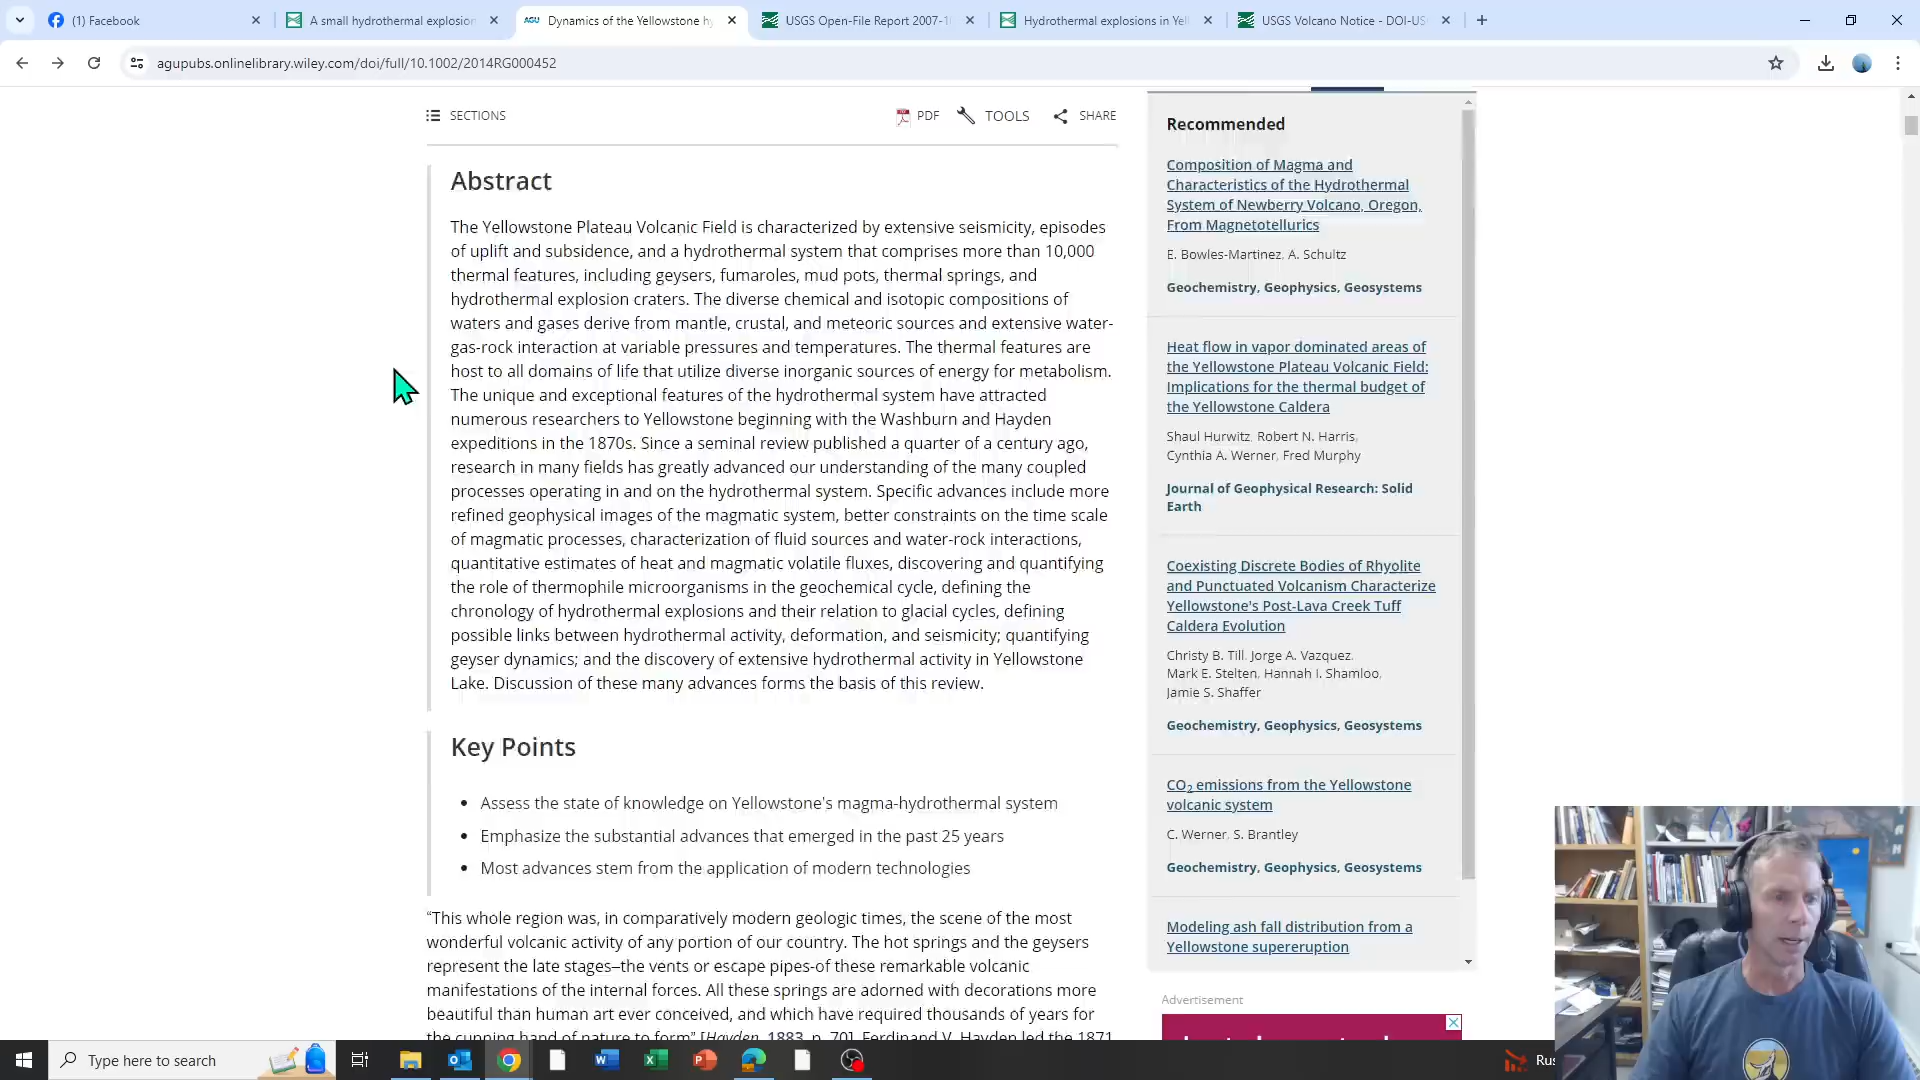 (1) Facebook
A small hydrothermal explosion
AGU Dynamics of the Yellowstone hy
USGS Open-File Report 2007-1
Hydrothermal explosions in Yell
USGS Volcano Notice - DOI-US
agupubs.onlinelibrary.wiley.com/doi/full/10.1002/2014RG000452
SECTIONS
PDF
TOOLS
SHARE
Abstract
The Yellowstone Plateau Volcanic Field is characterized by extensive seismicity, episodes
of uplift and subsidence, and a hydrothermal system that comprises more than 10,000
thermal features, including geysers, fumaroles, mud pots, thermal springs, and
hydrothermal explosion craters. The diverse chemical and isotopic compositions of
waters and gases derive from mantle, crustal, and meteoric sources and extensive water-
gas-rock interaction at variable pressures and temperatures. The thermal features are
host to all domains of life that utilize diverse inorganic sources of energy for metabolism.
The unique and exceptional features of the hydrothermal system have attracted
numerous researchers to Yellowstone beginning with the Washburn and Hayden
expeditions in the 1870s. Since a seminal review published a quarter of a century ago,
research in many fields has greatly advanced our understanding of the many coupled
processes operating in and on the hydrothermal system. Specific advances include more
refined geophysical images of the magmatic system, better constraints on the time scale
of magmatic processes, characterization of fluid sources and water-rock interactions,
quantitative estimates of heat and magmatic volatile fluxes, discovering and quantifying
the role of thermophile microorganisms in the geochemical cycle, defining the
chronology of hydrothermal explosions and their relation to glacial cycles, defining
possible links between hydrothermal activity, deformation, and seismicity; quantifying
geyser dynamics; and the discovery of extensive hydrothermal activity in Yellowstone
Lake. Discussion of these many advances forms the basis of this review.
Key Points
• Assess the state of knowledge on Yellowstone's magma-hydrothermal system
• Emphasize the substantial advances that emerged in the past 25 years
• Most advances stem from the application of modern technologies
“This whole region was, in comparatively modern geologic times, the scene of the most
wonderful volcanic activity of any portion of our country. The hot springs and the geysers
represent the late stages–the vents or escape pipes-of these remarkable volcanic
manifestations of the internal forces. All these springs are adorned with decorations more
beautiful than human art ever conceived, and which have required thousands of years for
the cunning hand of nature to form” [Hayden, 1883, p. 70]. Ferdinand V. Hayden led the 1871
Recommended
Composition of Magma and
Characteristics of the Hydrothermal
System of Newberry Volcano, Oregon,
From Magnetotellurics
E. Bowles-Martinez, A. Schultz
Geochemistry, Geophysics, Geosystems
Heat flow in vapor dominated areas of
the Yellowstone Plateau Volcanic Field:
Implications for the thermal budget of
the Yellowstone Caldera
Shaul Hurwitz, Robert N. Harris,
Cynthia A. Werner, Fred Murphy
Journal of Geophysical Research: Solid
Earth
Coexisting Discrete Bodies of Rhyolite
and Punctuated Volcanism Characterize
Yellowstone's Post-Lava Creek Tuff
Caldera Evolution
Christy B. Till, Jorge A. Vazquez,
Mark E. Stelten, Hannah I. Shamloo,
Jamie S. Shaffer
Geochemistry, Geophysics, Geosystems
CO2 emissions from the Yellowstone
volcanic system
C. Werner, S. Brantley
Geochemistry, Geophysics, Geosystems
Modeling ash fall distribution from a
Yellowstone supereruption
Advertisement
Type here to search
Rus